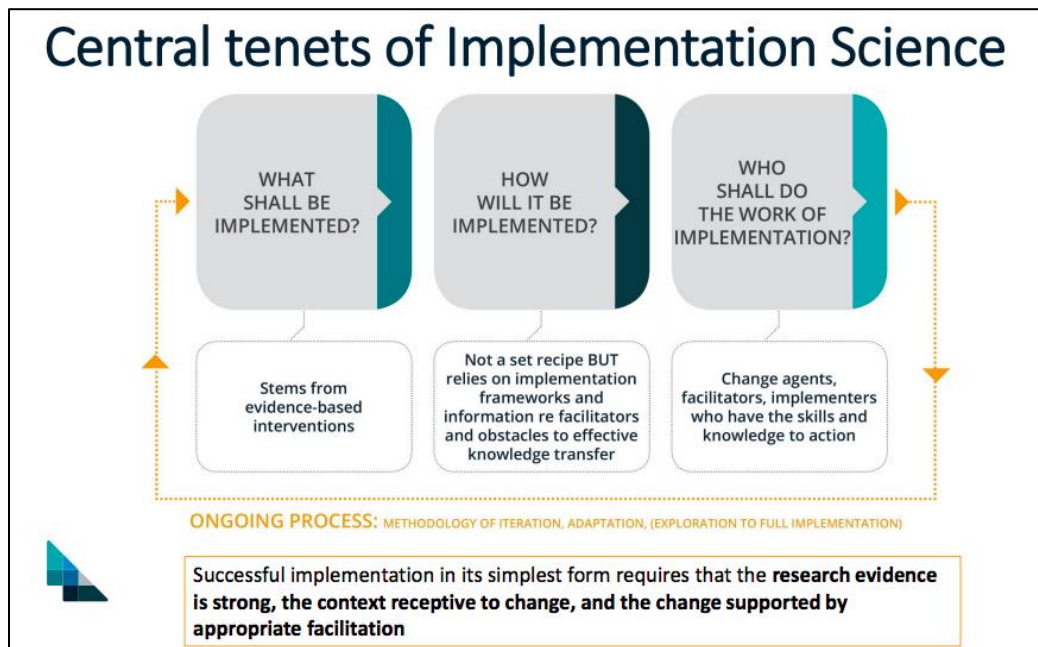 Central tenets of Implementation Science
WHAT
SHALL BE
IMPLEMENTED?
HOW
WILL IT BE
IMPLEMENTED?
WHO
SHALL DO
THE WORK OF
IMPLEMENTATION?
Stems from
evidence-based
interventions
Not a set recipe BUT
relies on implementation
frameworks and
information re facilitators
and obstacles to effective
knowledge transfer
Change agents,
facilitators, implementers
who have the skills and
knowledge to action
ONGOING PROCESS: METHODOLOGY OF ITERATION, ADAPTATION, (EXPLORATION TO FULL IMPLEMENTATION)
Successful implementation in its simplest form requires that the research evidence
is strong, the context receptive to change, and the change supported by
appropriate facilitation